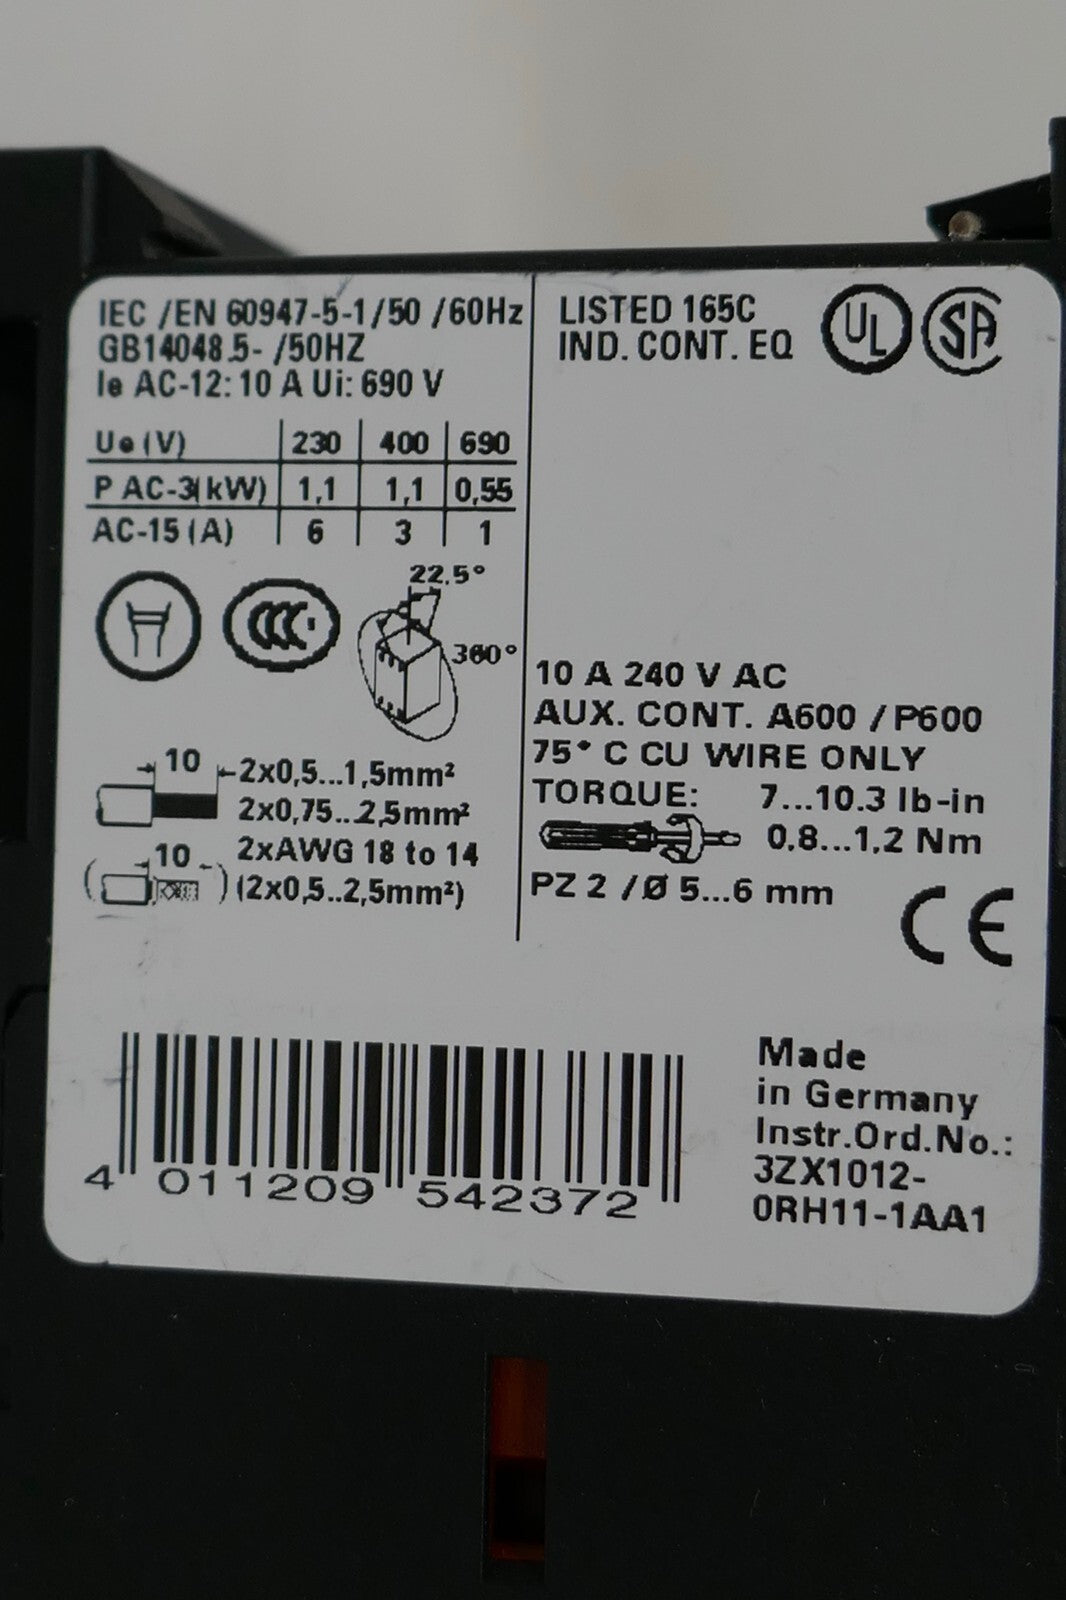 IEC /EN 60947-5-1/50 /60Hz
GB14048.5- /50HZ
Ie AC-12: 10 A Ui: 690 V
Ue (V) 230 400 690
P AC-3(kW) 1,1 1,1 0,55
AC-15 (A) 6 3 1
CCC
22.5°
360°
10 2x0,5...1,5mm²
2x0,75...2,5mm²
2xAWG 18 to 14
( 10 ) (2x0,5..2,5mm²)
LISTED 165C
IND. CONT. EQ
UL
SA
10 A 240 V AC
AUX. CONT. A600 / P600
75° C CU WIRE ONLY
TORQUE: 7...10.3 lb-in
0.8...1,2 Nm
PZ 2 / Ø 5...6 mm
CE
4 011209 542372
Made
in Germany
Instr.Ord.No.:
3ZX1012-
0RH11-1AA1